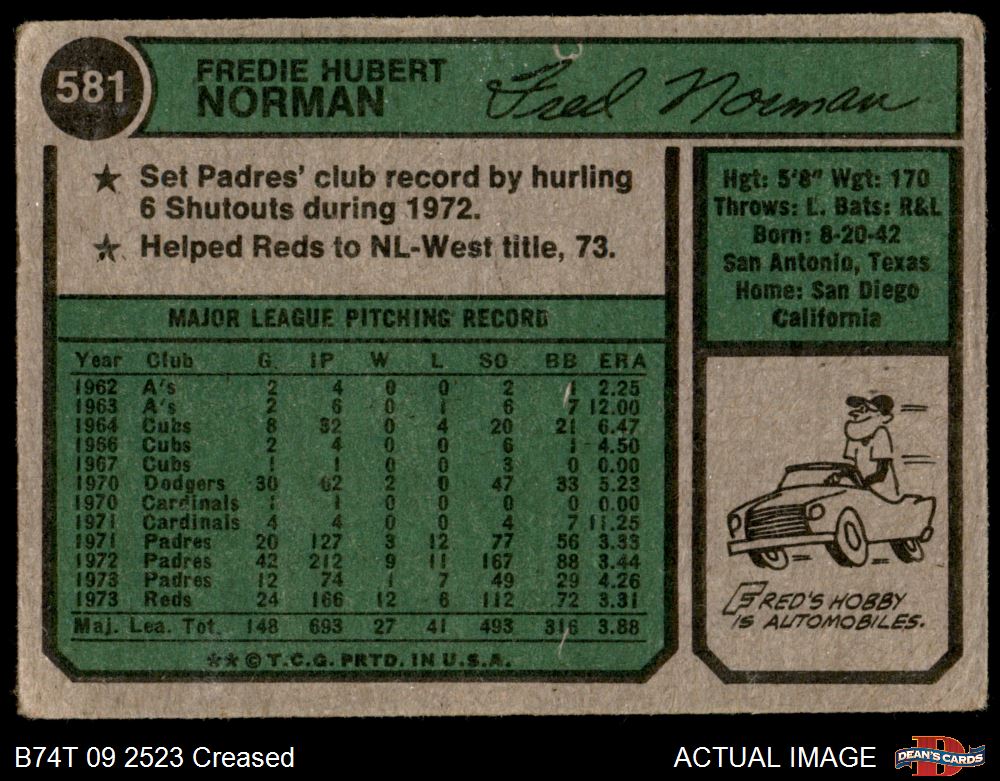 581
FREDIE HUBERT
NORMAN
Fred Norman
★ Set Padres' club record by hurling
6 Shutouts during 1972.
★ Helped Reds to NL-West title, 73.
Hgt: 5'8" Wgt: 170
Throws: L. Bats: R&L
Born: 8-20-42
San Antonio, Texas
Home: San Diego
California
MAJOR LEAGUE PITCHING RECORD
Year Club G IP W L SO BB ERA
1962 A's 2 4 0 0 2 1 2.25
1963 A's 2 6 0 1 6 7 12.00
1964 Cubs 8 32 0 4 20 21 6.47
1966 Cubs 2 4 0 0 6 1 4.50
1967 Cubs 1 1 0 0 3 0 0.00
1970 Dodgers 30 62 2 0 47 33 5.23
1970 Cardinals 1 1 0 0 0 0 0.00
1971 Cardinals 4 4 0 0 4 7 11.25
1971 Padres 20 127 3 12 77 56 3.33
1972 Padres 42 212 9 11 167 88 3.44
1973 Padres 12 74 1 7 49 29 4.26
1973 Reds 24 166 12 6 112 72 3.31
Maj. Lea. Tot. 148 693 27 41 493 316 3.88
** © T.C.G. PRTD. IN U.S.A.
FRED'S HOBBY
IS AUTOMOBILES.
B74T 09 2523 Creased
ACTUAL IMAGE
D
DEAN'S CARDS